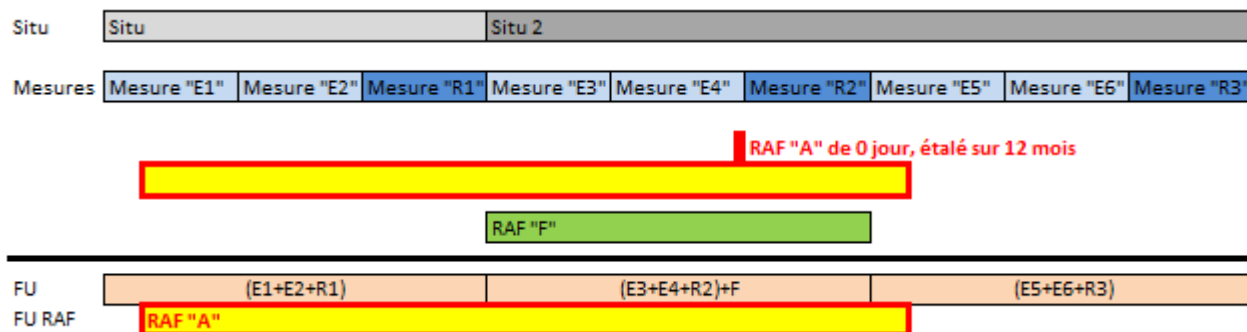 Situ Situ Situ 2
Mesures Mesure "E1" Mesure "E2" Mesure "R1" Mesure "E3" Mesure "E4" Mesure "R2" Mesure "E5" Mesure "E6" Mesure "R3"
RAF "A" de 0 jour, étalé sur 12 mois
RAF "F"
FU (E1+E2+R1) (E3+E4+R2)+F (E5+E6+R3)
FU RAF RAF "A"